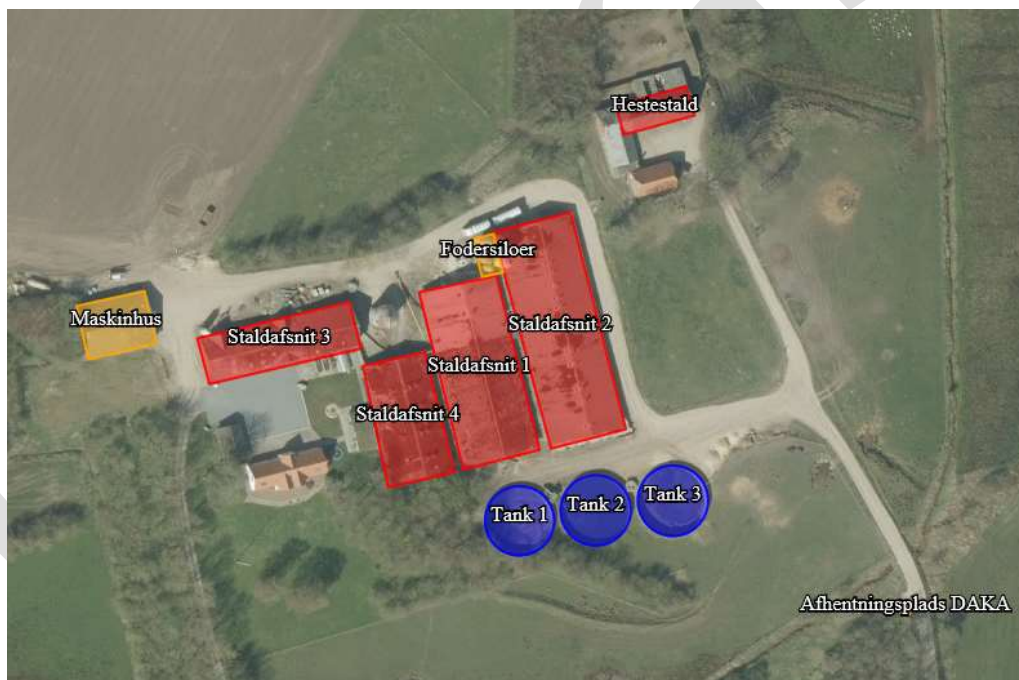 Hestestald
Fodersiloer
Maskinhus
Staldafsnit 3
Staldafsnit 2
Staldafsnit 1
Staldafsnit 4
Tank 1
Tank 2
Tank 3
Afhentningsplads DAKA